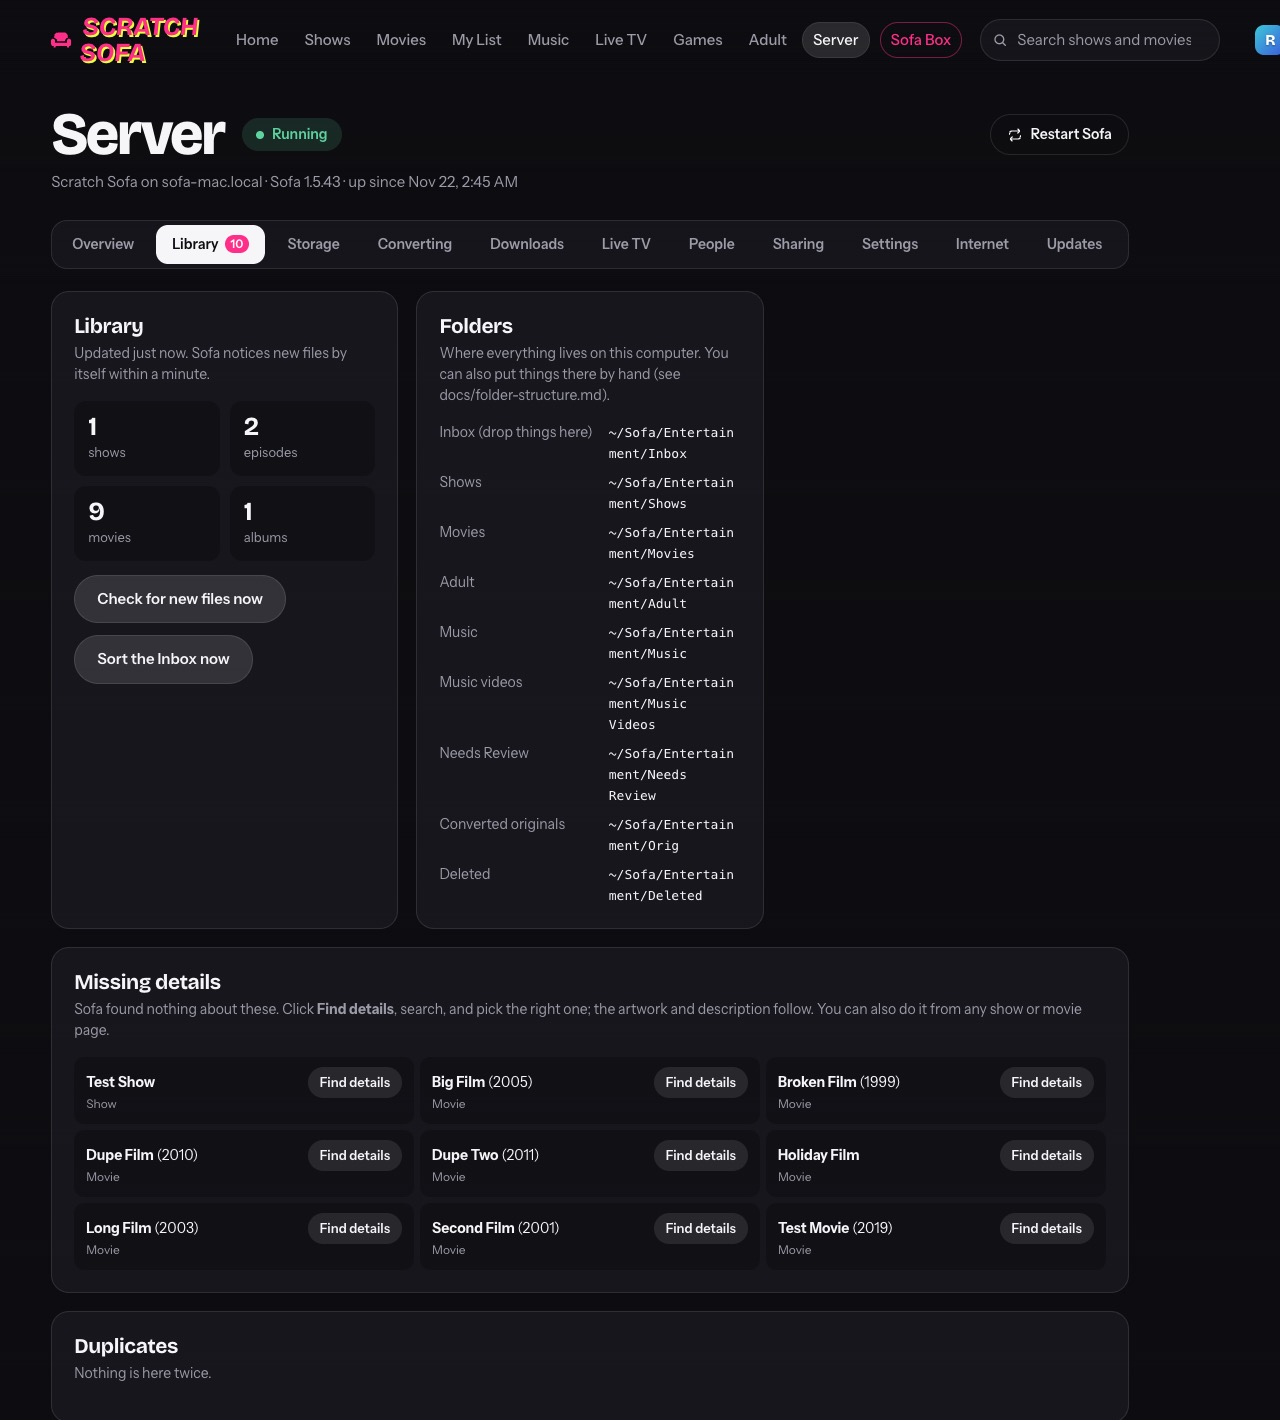 SCRATCH SOFA
Home Shows Movies My List Music Live TV Games Adult Server Sofa Box Search shows and movies R
Server Running Restart Sofa
Scratch Sofa on sofa-mac.local · Sofa 1.5.43 · up since Nov 22, 2:45 AM
Overview Library 10 Storage Converting Downloads Live TV People Sharing Settings Internet Updates
Library
Updated just now. Sofa notices new files by
itself within a minute.
1 2
shows episodes
9 1
movies albums
Check for new files now
Sort the Inbox now
Folders
Where everything lives on this computer. You
can also put things there by hand (see
docs/folder-structure.md).
Inbox (drop things here) ~/Sofa/Entertain
ment/Inbox
Shows ~/Sofa/Entertain
ment/Shows
Movies ~/Sofa/Entertain
ment/Movies
Adult ~/Sofa/Entertain
ment/Adult
Music ~/Sofa/Entertain
ment/Music
Music videos ~/Sofa/Entertain
ment/Music
Videos
Needs Review ~/Sofa/Entertain
ment/Needs
Review
Converted originals ~/Sofa/Entertain
ment/Orig
Deleted ~/Sofa/Entertain
ment/Deleted
Missing details
Sofa found nothing about these. Click Find details, search, and pick the right one; the artwork and description follow. You can also do it from any show or movie
page.
Test Show Find details Big Film (2005) Find details Broken Film (1999) Find details
Show Movie Movie
Dupe Film (2010) Find details Dupe Two (2011) Find details Holiday Film Find details
Movie Movie Movie
Long Film (2003) Find details Second Film (2001) Find details Test Movie (2019) Find details
Movie Movie Movie
Duplicates
Nothing is here twice.